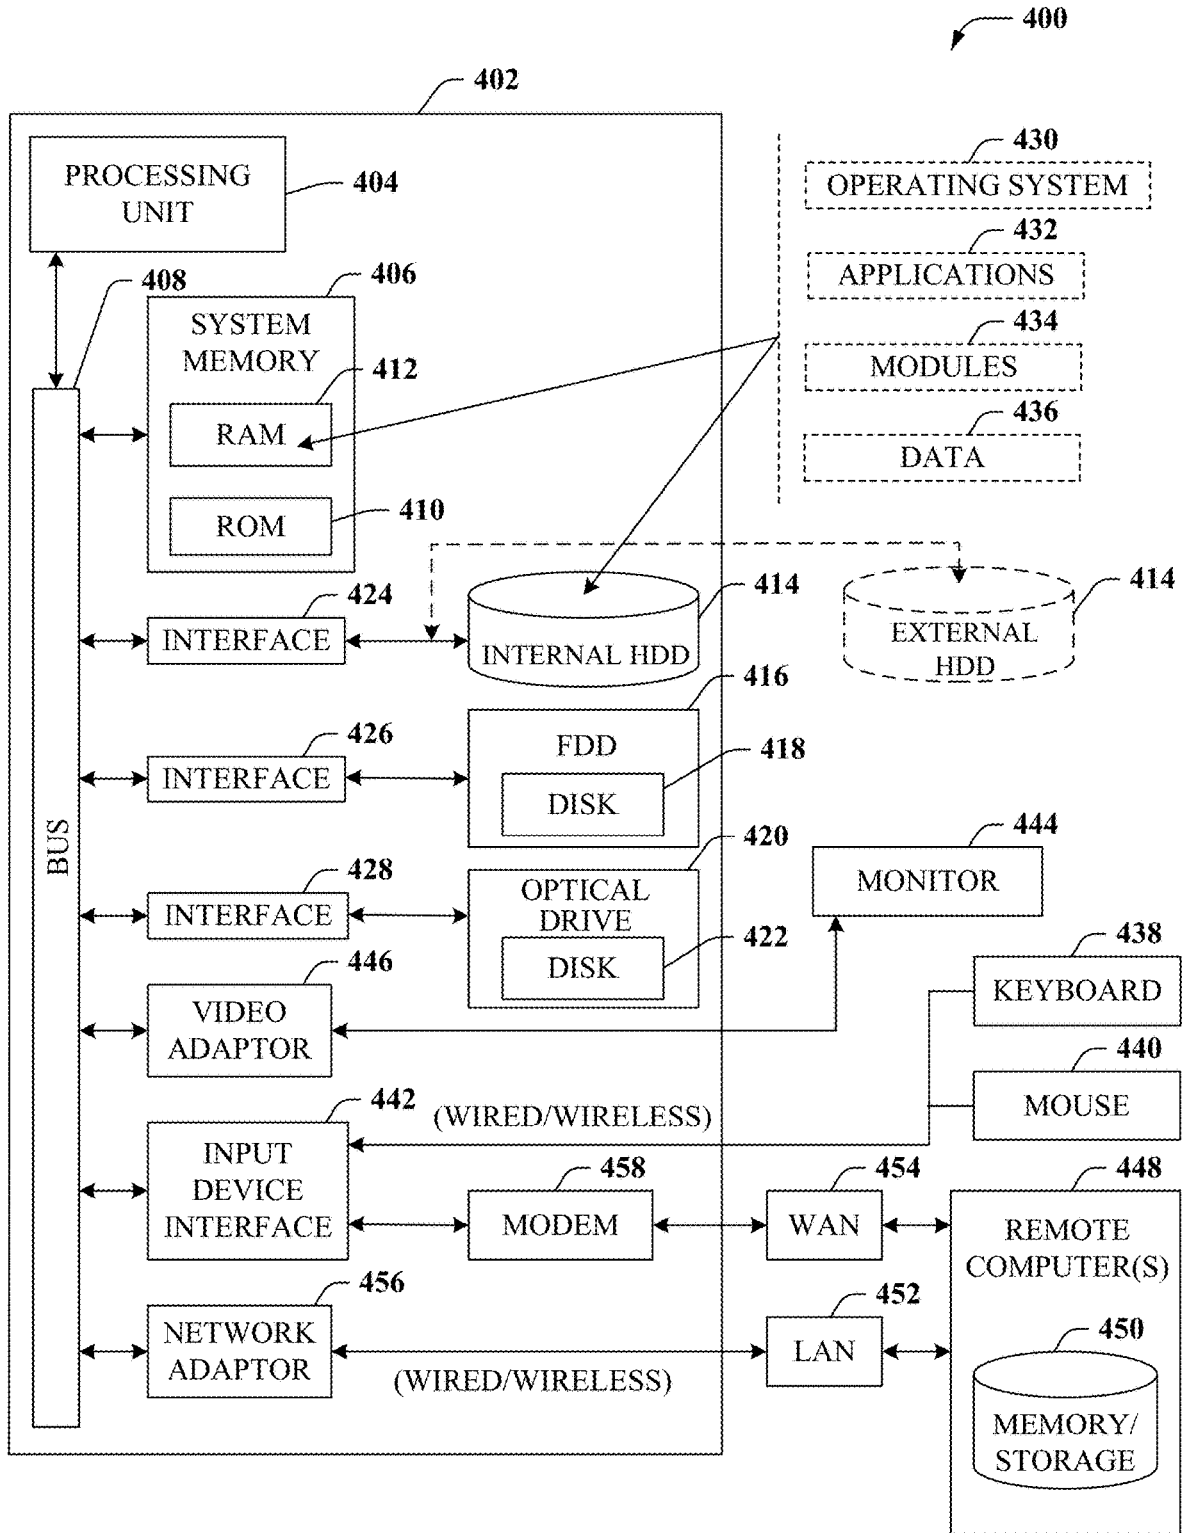 400
402
PROCESSING
UNIT
404
430
OPERATING SYSTEM
408
406
432
APPLICATIONS
SYSTEM
MEMORY
434
MODULES
412
RAM
436
DATA
410
ROM
424
INTERFACE
414
INTERNAL HDD
414
EXTERNAL
HDD
416
426
INTERFACE
FDD
418
DISK
BUS
420
444
MONITOR
428
INTERFACE
OPTICAL
DRIVE
422
DISK
438
KEYBOARD
446
VIDEO
ADAPTOR
440
MOUSE
442
(WIRED/WIRELESS)
INPUT
DEVICE
INTERFACE
458
MODEM
454
WAN
448
REMOTE
COMPUTER(S)
456
NETWORK
ADAPTOR
(WIRED/WIRELESS)
452
LAN
450
MEMORY/
STORAGE